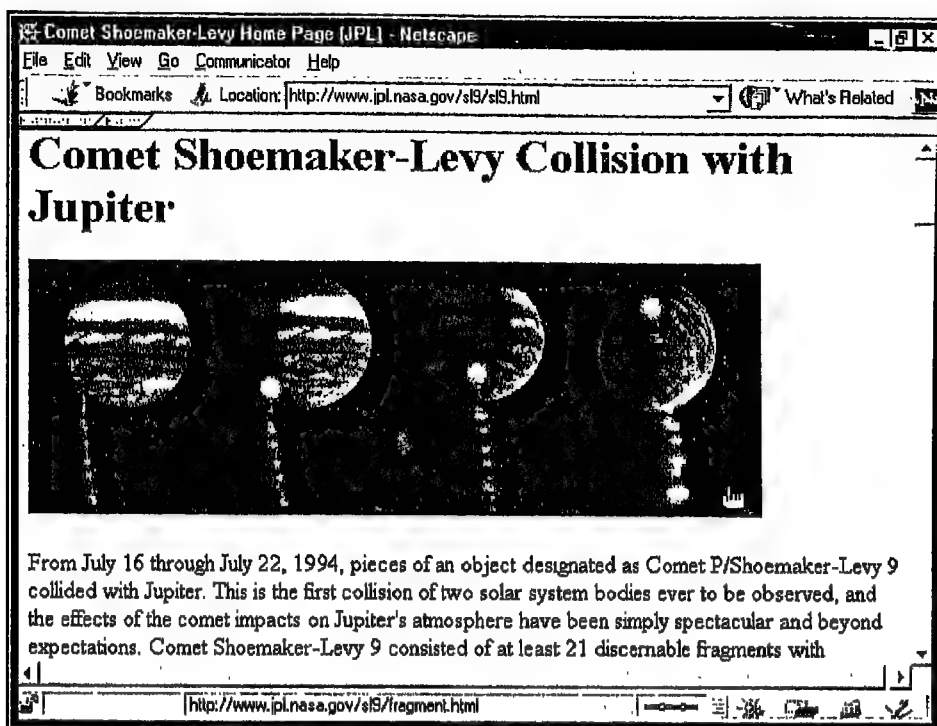 Comet Shoemaker-Levy Home Page (JPL) - Netscape
File Edit View Go Communicator Help
Bookmarks Location: http://www.jpl.nasa.gov/sl9/sl9.html What's Related
Comet Shoemaker-Levy Collision with
Jupiter
From July 16 through July 22, 1994, pieces of an object designated as Comet P/Shoemaker-Levy 9
collided with Jupiter. This is the first collision of two solar system bodies ever to be observed, and
the effects of the comet impacts on Jupiter's atmosphere have been simply spectacular and beyond
expectations. Comet Shoemaker-Levy 9 consisted of at least 21 discernable fragments with
http://www.jpl.nasa.gov/sl9/fragment.html